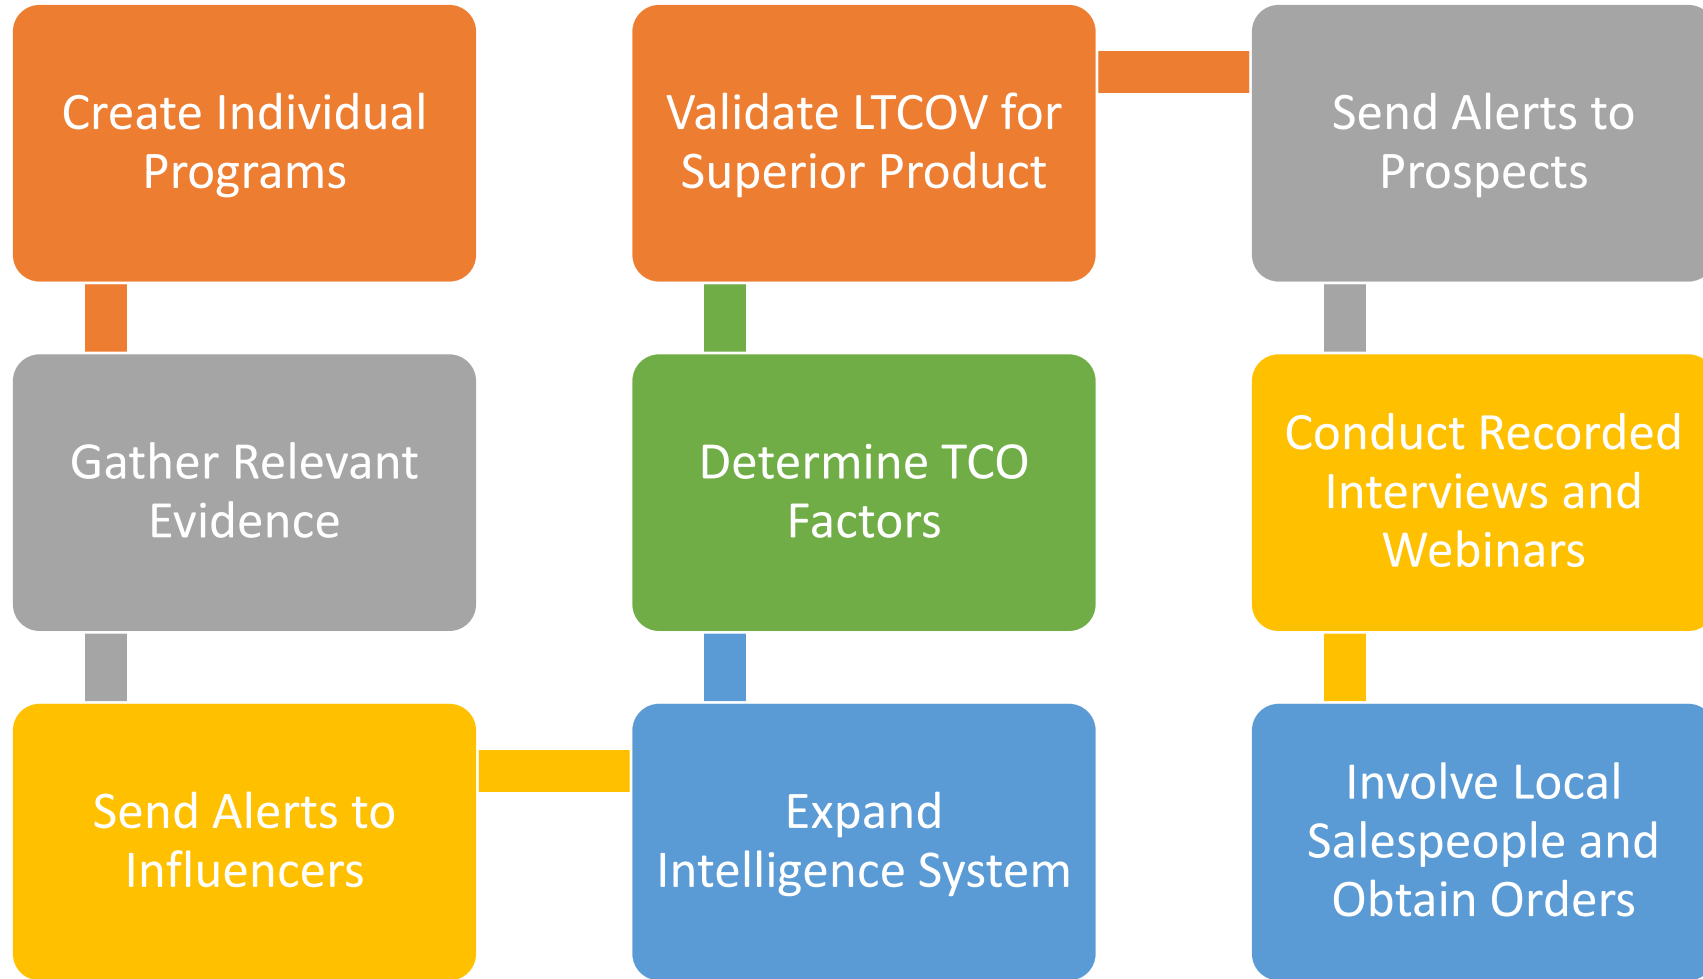 Create Individual
Programs
Gather Relevant
Evidence
Send Alerts to
Influencers
Expand
Intelligence System
Determine TCO
Factors
Validate LTCOV for
Superior Product
Send Alerts to
Prospects
Conduct Recorded
Interviews and
Webinars
Involve Local
Salespeople and
Obtain Orders